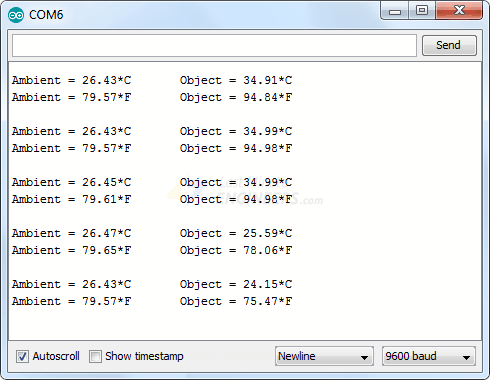 COM6
Send
Ambient = 26.43*C Object = 34.91*C
Ambient = 79.57*F Object = 94.84*F
Ambient = 26.43*C Object = 34.99*C
Ambient = 79.57*F Object = 94.98*F
Ambient = 26.45*C Object = 34.99*C
Ambient = 79.61*F Object = 94.98*F
Ambient = 26.47*C Object = 25.59*C
Ambient = 79.65*F Object = 78.06*F
Ambient = 26.43*C Object = 24.15*C
Ambient = 79.57*F Object = 75.47*F
Autoscroll Show timestamp Newline 9600 baud